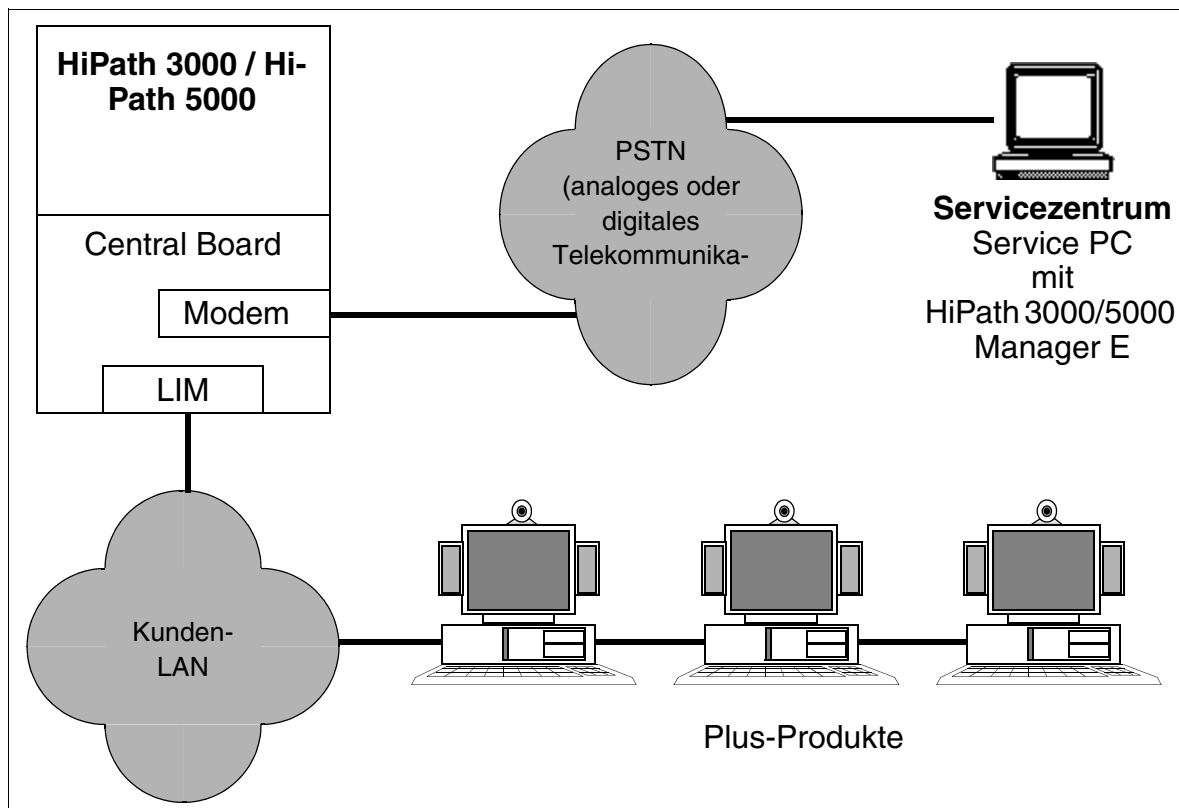 HiPath 3000 / Hi-
Path 5000
Central Board
Modem
LIM
PSTN
(analoges oder
digitales
Telekommunika-
Servicezentrum
Service PC
mit
HiPath 3000/5000
Manager E
Kunden-
LAN
Plus-Produkte